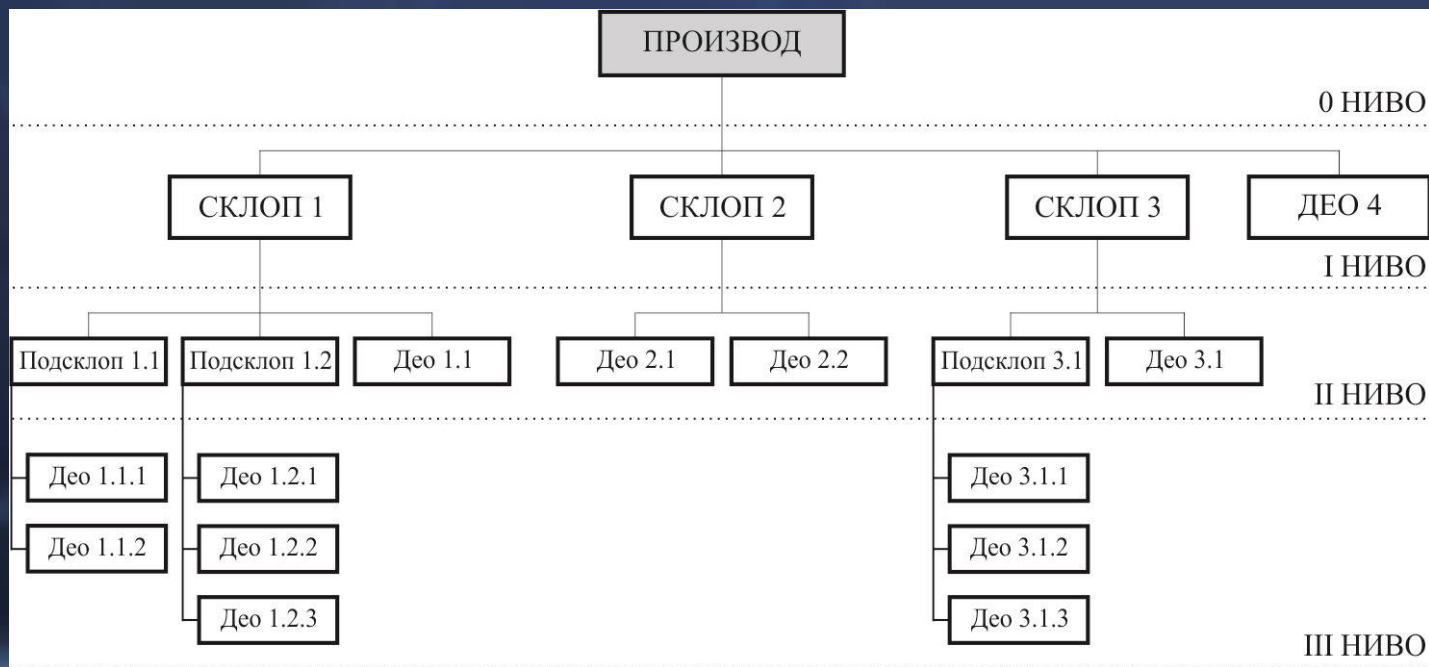 ПРОИЗВОД
0 НИВО
СКЛОП 1
СКЛОП 2
СКЛОП 3
ДЕО 4
I НИВО
Подсклоп 1.1
Подсклоп 1.2
Део 1.1
Део 2.1
Део 2.2
Подсклоп 3.1
Део 3.1
II НИВО
Део 1.1.1
Део 1.2.1
Део 3.1.1
Део 1.1.2
Део 1.2.2
Део 3.1.2
Део 1.2.3
Део 3.1.3
III НИВО